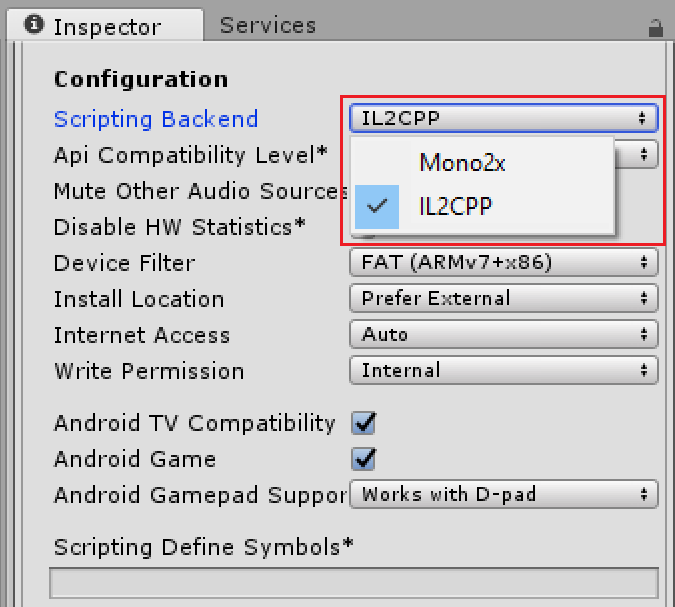 Inspector Services
Configuration
Scripting Backend IL2CPP
Api Compatibility Level*
Mono2x
Mute Other Audio Sources
IL2CPP
Disable HW Statistics*
Device Filter FAT (ARMv7+x86)
Install Location Prefer External
Internet Access Auto
Write Permission Internal
Android TV Compatibility
Android Game
Android Gamepad Suppor Works with D-pad
Scripting Define Symbols*